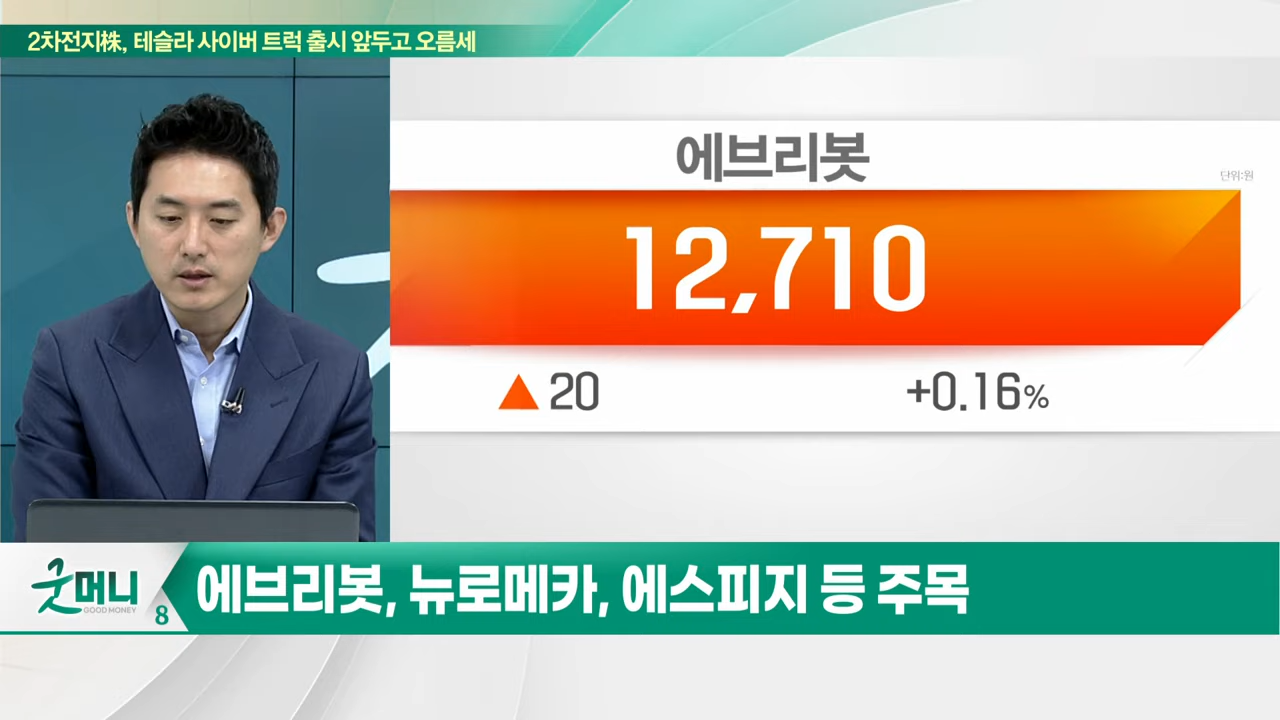 2차전지株, 테슬라 사이버 트럭 출시 앞두고 오름세
에브리봇
단위:원
12,710
▲ 20 +0.16%
굿머니
GOOD MONEY
8
에브리봇, 뉴로메카, 에스피지 등 주목